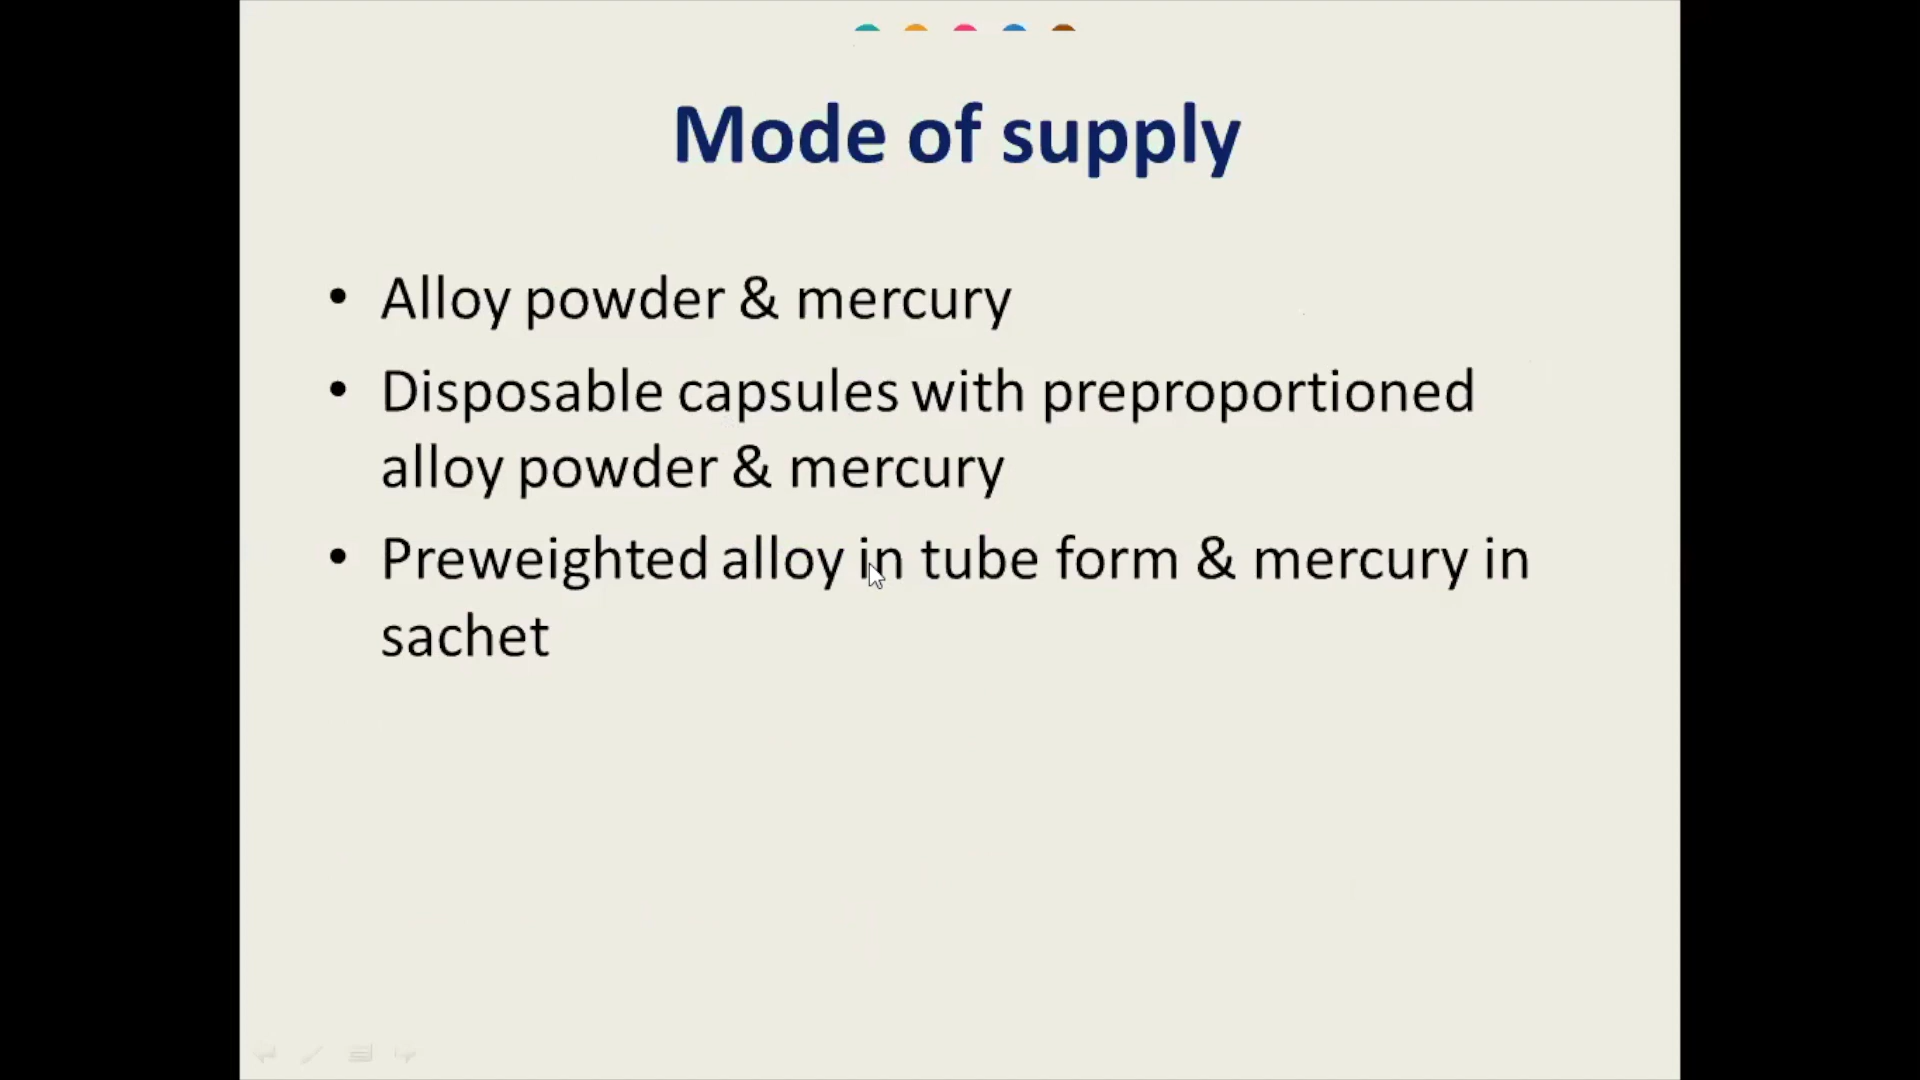 Mode of supply
• Alloy powder & mercury
• Disposable capsules with preproportioned
alloy powder & mercury
• Preweighted alloy in tube form & mercury in
sachet